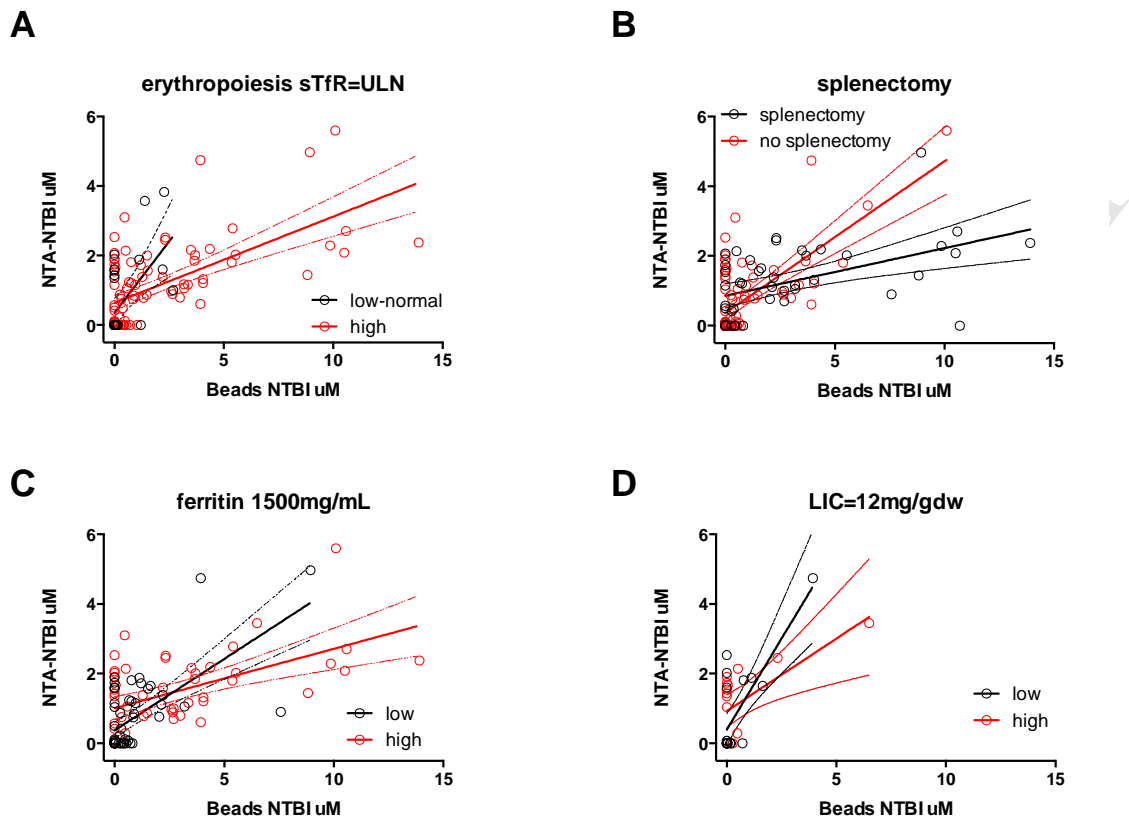 A
erythropoiesis sTfR=ULN
6
4
2
0
0
5
10
15
NTA-NTBI uM
Beads NTBI uM
low-normal
high
B
splenectomy
splenectomy
no splenectomy
6
4
2
0
0
5
10
15
NTA-NTBI uM
Beads NTBI uM
C
ferritin 1500mg/mL
6
4
2
0
0
5
10
15
NTA-NTBI uM
Beads NTBI uM
low
high
D
LIC=12mg/gdw
6
4
2
0
0
5
10
15
NTA-NTBI uM
Beads NTBI uM
low
high